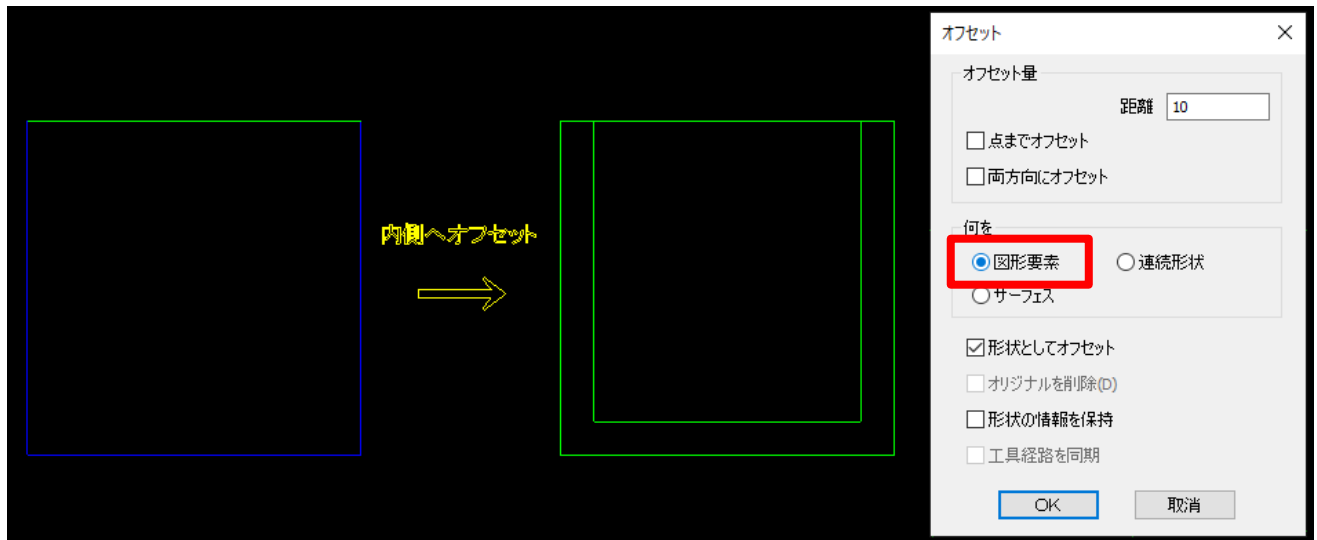 内側へオフセット
オフセット
オフセット量
距離 10
点までオフセット
両方向にオフセット
何を
図形要素 連続形状
サーフェス
形状としてオフセット
オリジナルを削除(D)
形状の情報を保持
工具経路を同期
OK 取消